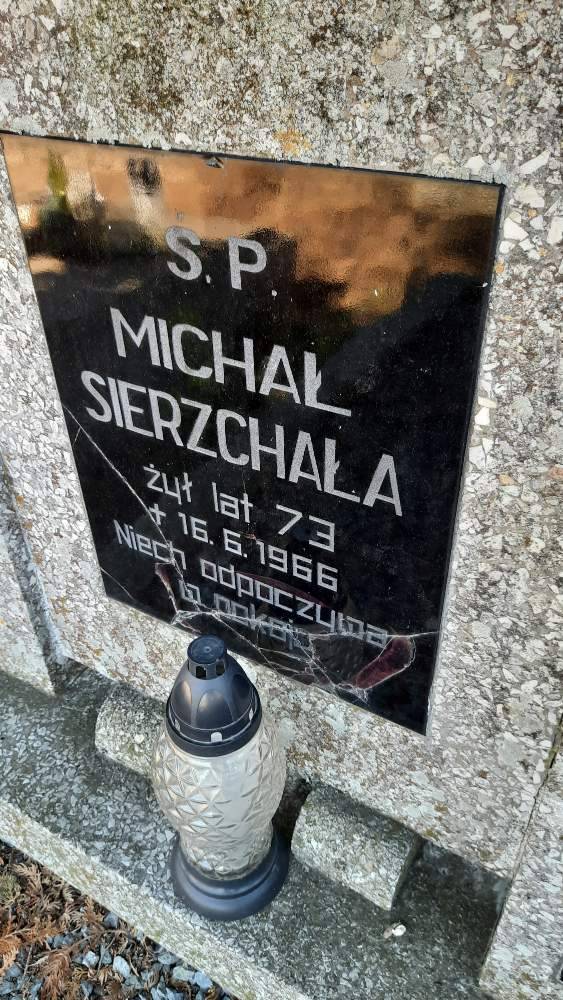 Ś. P.
MICHAŁ
SIERZCHAŁA
żył lat 73
+ 16.6.1966
Niech odpoczywa
w pokoju